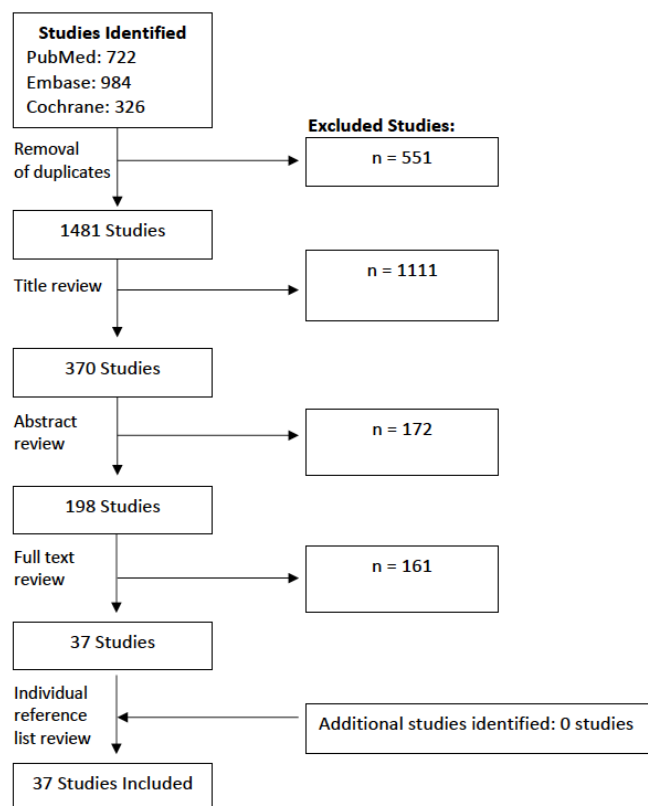 Studies Identified
PubMed: 722
Embase: 984
Cochrane: 326
Excluded Studies:
Removal
of duplicates
n = 551
1481 Studies
Title review
n = 1111
370 Studies
Abstract
review
n = 172
198 Studies
Full text
review
n = 161
37 Studies
Individual
reference
list review
Additional studies identified: 0 studies
37 Studies Included